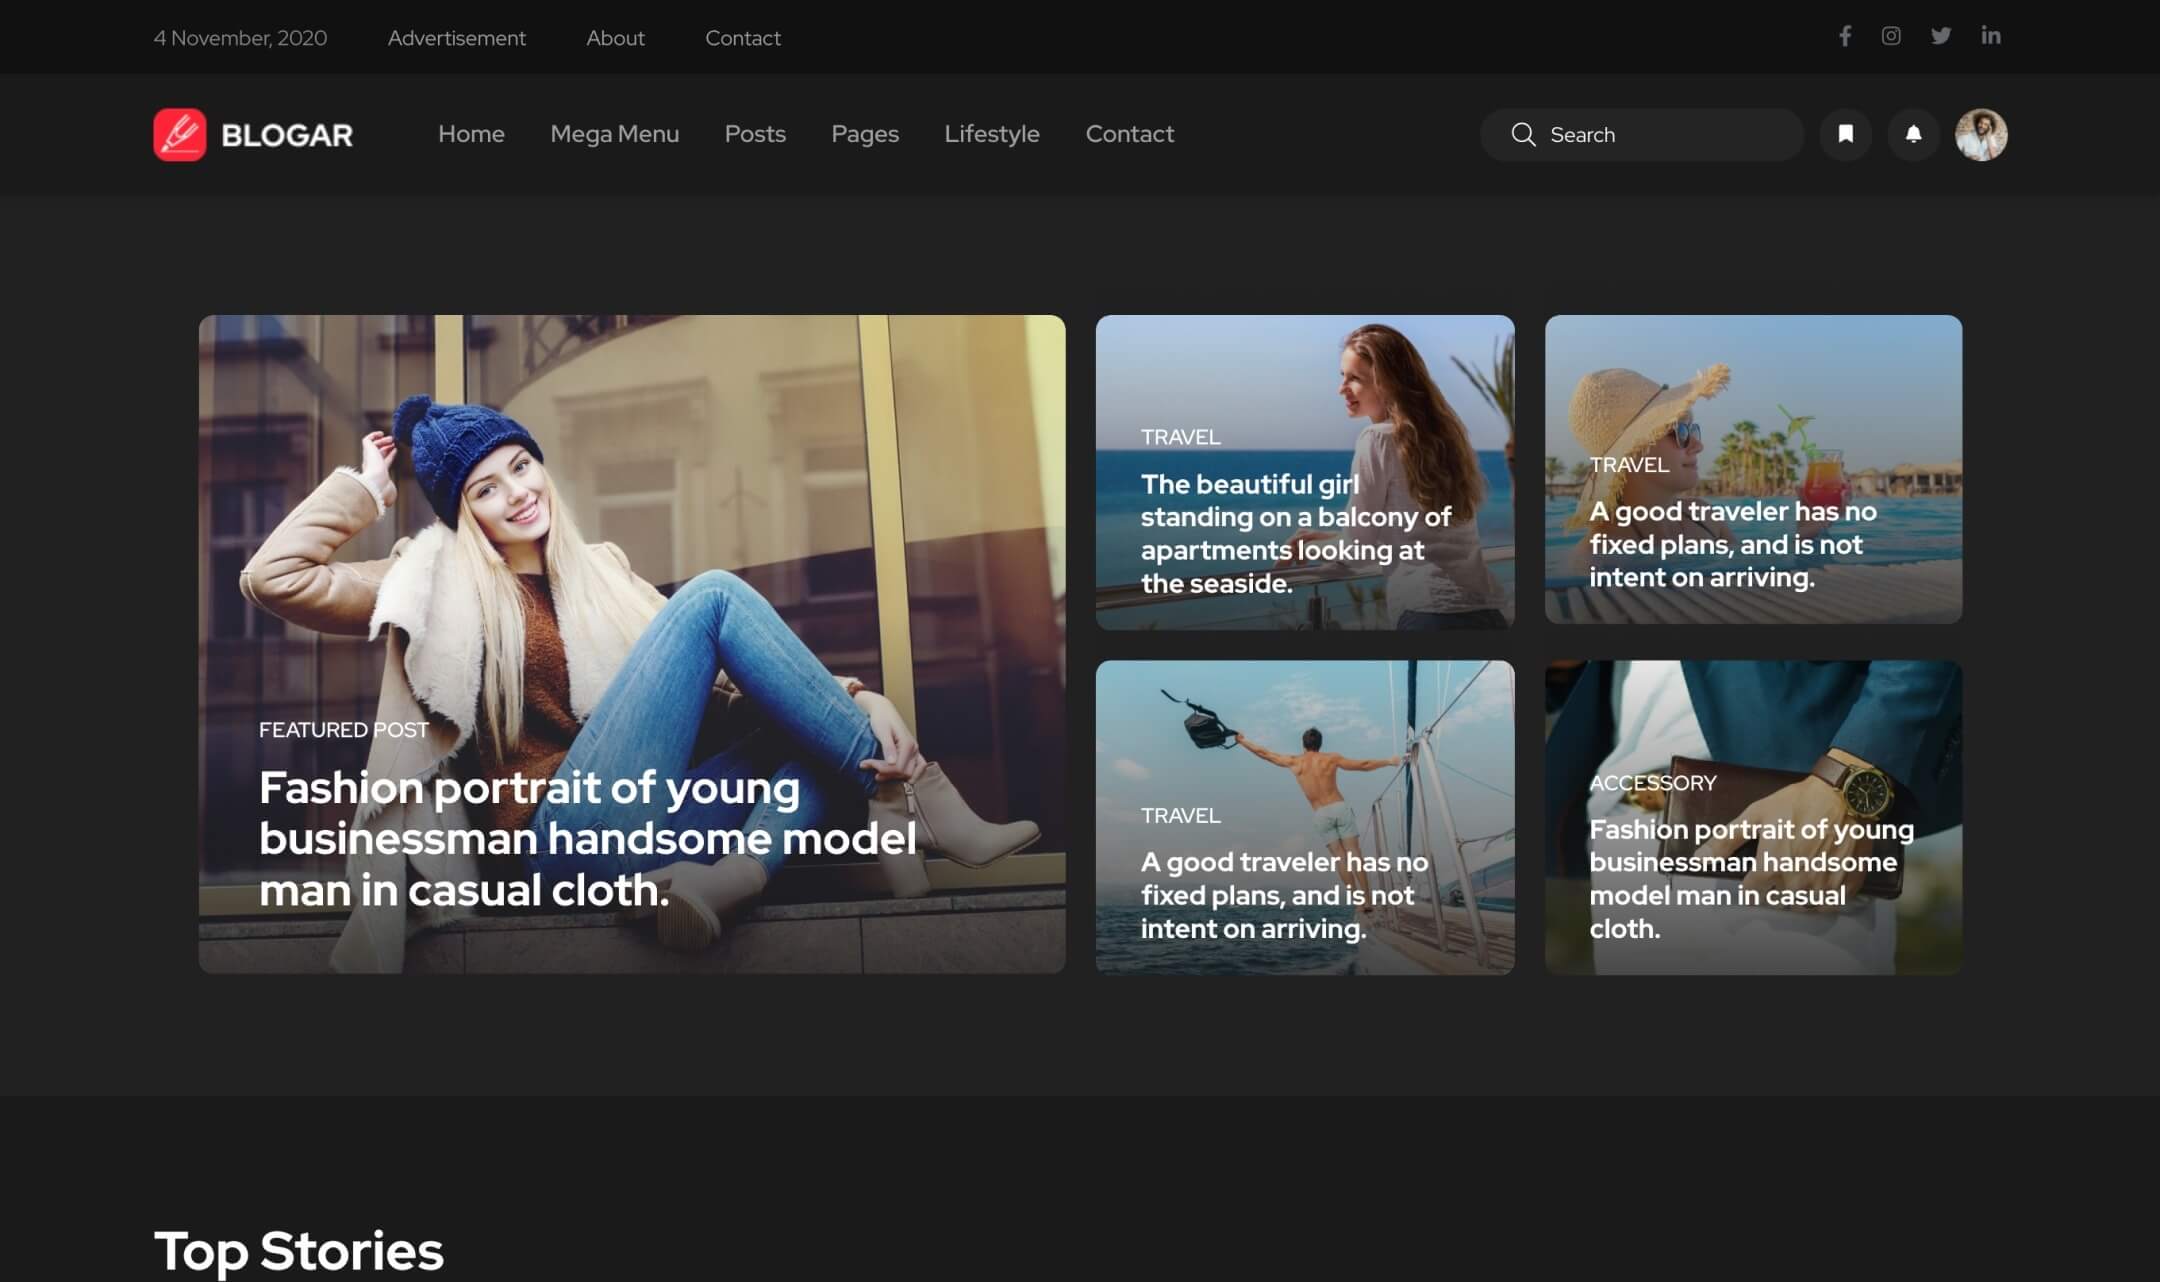 4 November, 2020
Advertisement
About
Contact
BLOGAR
Home
Mega Menu
Posts
Pages
Lifestyle
Contact
Search
FEATURED POST
Fashion portrait of young
businessman handsome model
man in casual cloth.
TRAVEL
The beautiful girl
standing on a balcony of
apartments looking at
the seaside.
TRAVEL
A good traveler has no
fixed plans, and is not
intent on arriving.
TRAVEL
A good traveler has no
fixed plans, and is not
intent on arriving.
ACCESSORY
Fashion portrait of young
businessman handsome
model man in casual
cloth.
Top Stories